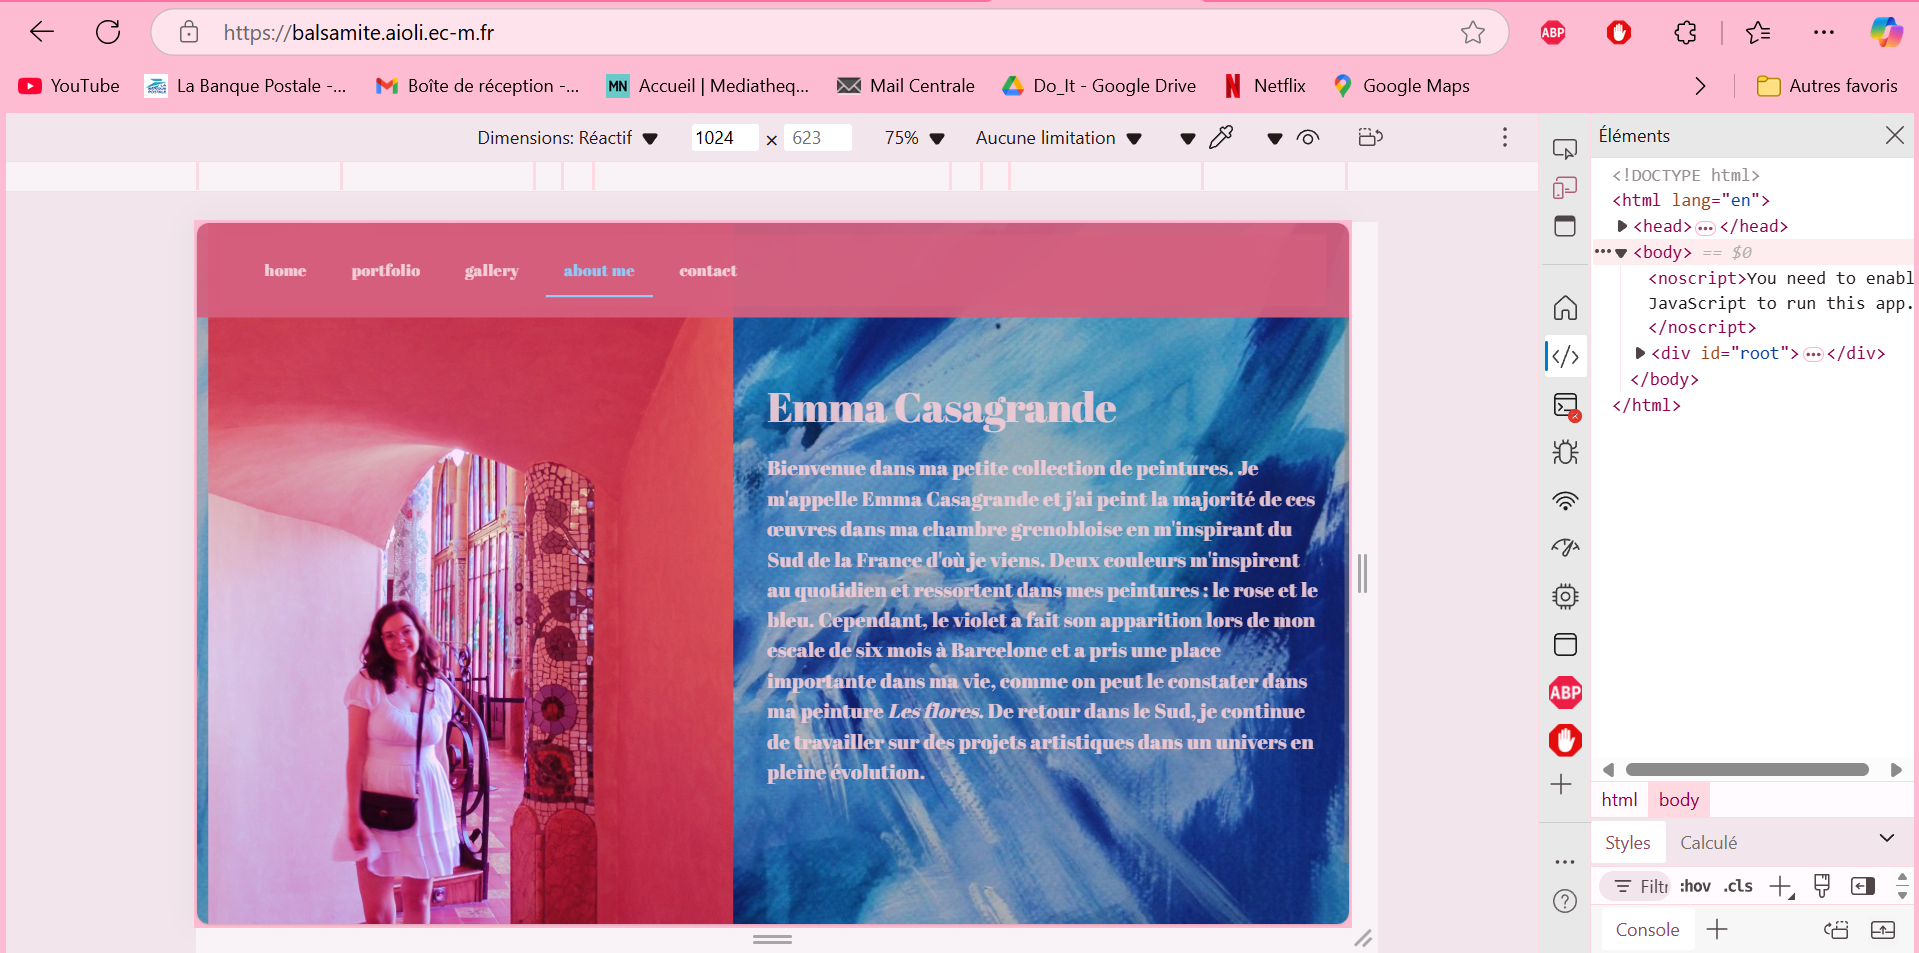 https://balsamite.aioli.ec-m.fr
ABP
YouTube
La Banque Postale -...
Boîte de réception -...
MN Accueil | Mediatheq...
Mail Centrale
Do_It - Google Drive
Netflix
Google Maps
Autres favoris
Dimensions: Réactif
1024 × 623
75%
Aucune limitation
Éléments
<!DOCTYPE html>
<html lang="en">
<head>…</head>
<body> == $0
<noscript>You need to enabl
JavaScript to run this app.
</noscript>
<div id="root">…</div>
</body>
</html>
home portfolio gallery about me contact
Emma Casagrande
Bienvenue dans ma petite collection de peintures. Je
m'appelle Emma Casagrande et j'ai peint la majorité de ces
œuvres dans ma chambre grenobloise en m'inspirant du
Sud de la France d'où je viens. Deux couleurs m'inspirent
au quotidien et ressortent dans mes peintures : le rose et le
bleu. Cependant, le violet a fait son apparition lors de mon
escale de six mois à Barcelone et a pris une place
importante dans ma vie, comme on peut le constater dans
ma peinture Les flores. De retour dans le Sud, je continue
de travailler sur des projets artistiques dans un univers en
pleine évolution.
ABP
html body
Styles Calculé
Filtr :hov .cls
Console